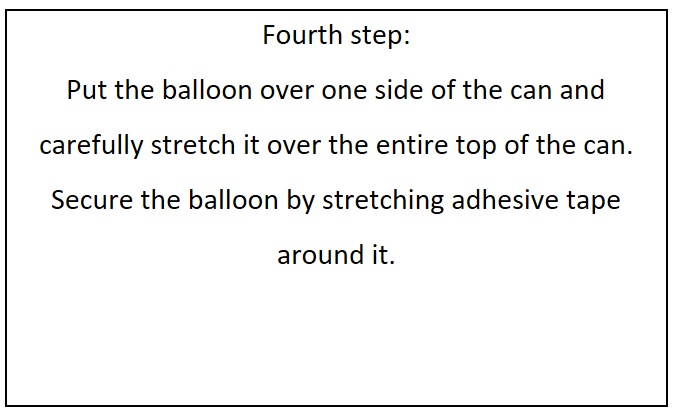 Fourth step:
Put the balloon over one side of the can and
carefully stretch it over the entire top of the can.
Secure the balloon by stretching adhesive tape
around it.